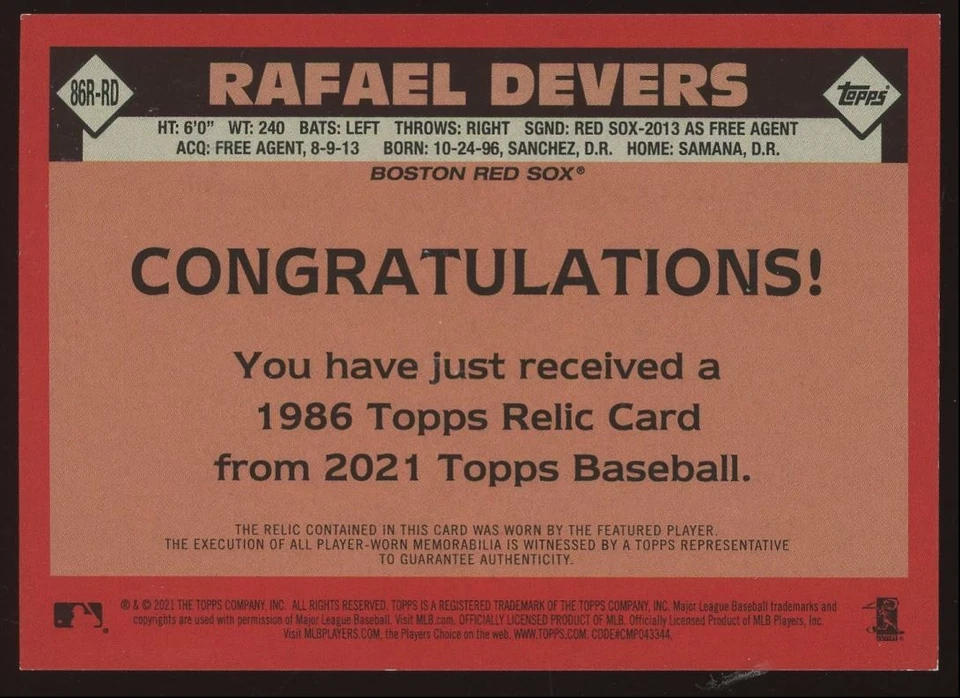 86R-RD
RAFAEL DEVERS
Topps®
HT: 6'0" WT: 240 BATS: LEFT THROWS: RIGHT SGND: RED SOX-2013 AS FREE AGENT
ACQ: FREE AGENT, 8-9-13 BORN: 10-24-96, SANCHEZ, D.R. HOME: SAMANA, D.R.
BOSTON RED SOX®
CONGRATULATIONS!
You have just received a
1986 Topps Relic Card
from 2021 Topps Baseball.
THE RELIC CONTAINED IN THIS CARD WAS WORN BY THE FEATURED PLAYER.
THE EXECUTION OF ALL PLAYER-WORN MEMORABILIA IS WITNESSED BY A TOPPS REPRESENTATIVE
TO GUARANTEE AUTHENTICITY.
® & © 2021 THE TOPPS COMPANY, INC. ALL RIGHTS RESERVED. TOPPS IS A REGISTERED TRADEMARK OF THE TOPPS COMPANY, INC. Major League Baseball trademarks and
copyrights are used with permission of Major League Baseball. Visit MLB.com. OFFICIALLY LICENSED PRODUCT OF MLB. Officially Licensed Product of MLB Players, Inc.
Visit MLBPLAYERS.COM, the Players Choice on the web. WWW.TOPPS.COM. CODE#CMP043344.